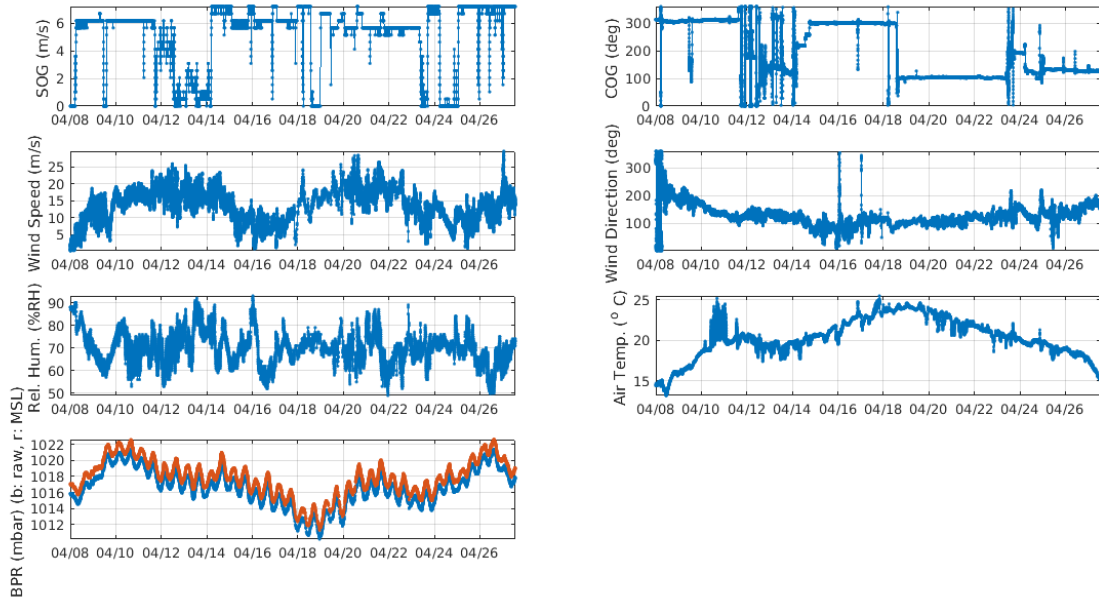 SOG (m/s)
6
4
2
0
04/08 04/10 04/12 04/14 04/16 04/18 04/20 04/22 04/24 04/26
COG (deg)
300
200
100
0
04/08 04/10 04/12 04/14 04/16 04/18 04/20 04/22 04/24 04/26
Wind Speed (m/s)
25
20
15
10
5
04/08 04/10 04/12 04/14 04/16 04/18 04/20 04/22 04/24 04/26
Wind Direction (deg)
300
200
100
04/08 04/10 04/12 04/14 04/16 04/18 04/20 04/22 04/24 04/26
Rel. Hum. (%RH)
90
80
70
60
50
04/08 04/10 04/12 04/14 04/16 04/18 04/20 04/22 04/24 04/26
Air Temp. (° C)
25
20
15
04/08 04/10 04/12 04/14 04/16 04/18 04/20 04/22 04/24 04/26
BPR (mbar) (b: raw, r: MSL)
1022
1020
1018
1016
1014
1012
04/08 04/10 04/12 04/14 04/16 04/18 04/20 04/22 04/24 04/26